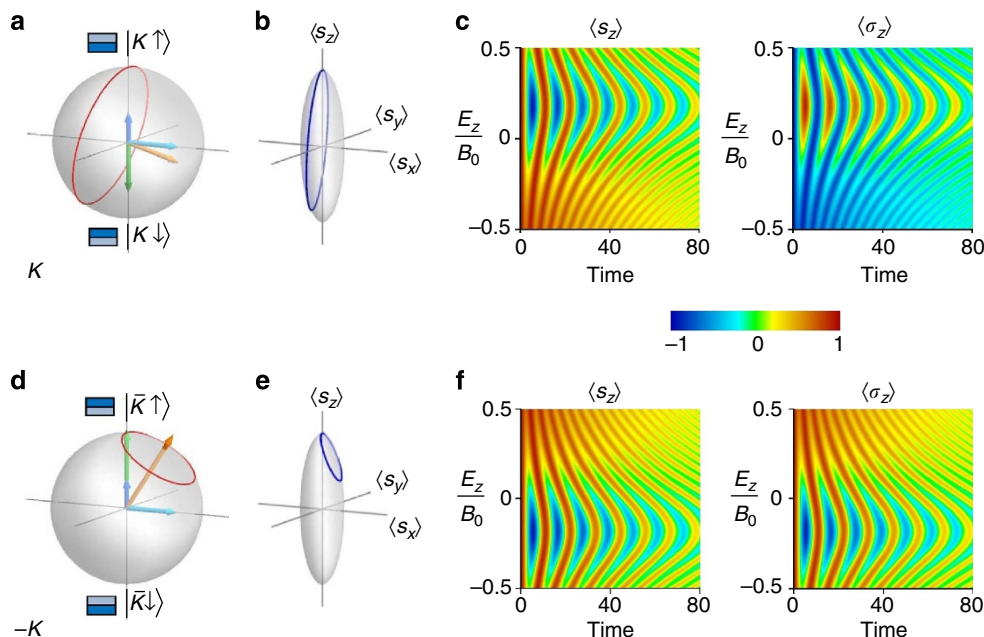 a
|K ↑⟩
|K ↓⟩
K
b
⟨s_z⟩
⟨s_y⟩
⟨s_x⟩
c
⟨s_z⟩
⟨σ_z⟩
0.5
0
−0.5
E_z
B_0
0 40 80
Time
0.5
0
−0.5
E_z
B_0
0 40 80
Time
−1 0 1
d
|K̄ ↑⟩
|K̄↓⟩
−K
e
⟨s_z⟩
⟨s_y⟩
⟨s_x⟩
f
⟨s_z⟩
⟨σ_z⟩
0.5
0
−0.5
E_z
B_0
0 40 80
Time
0.5
0
−0.5
E_z
B_0
0 40 80
Time